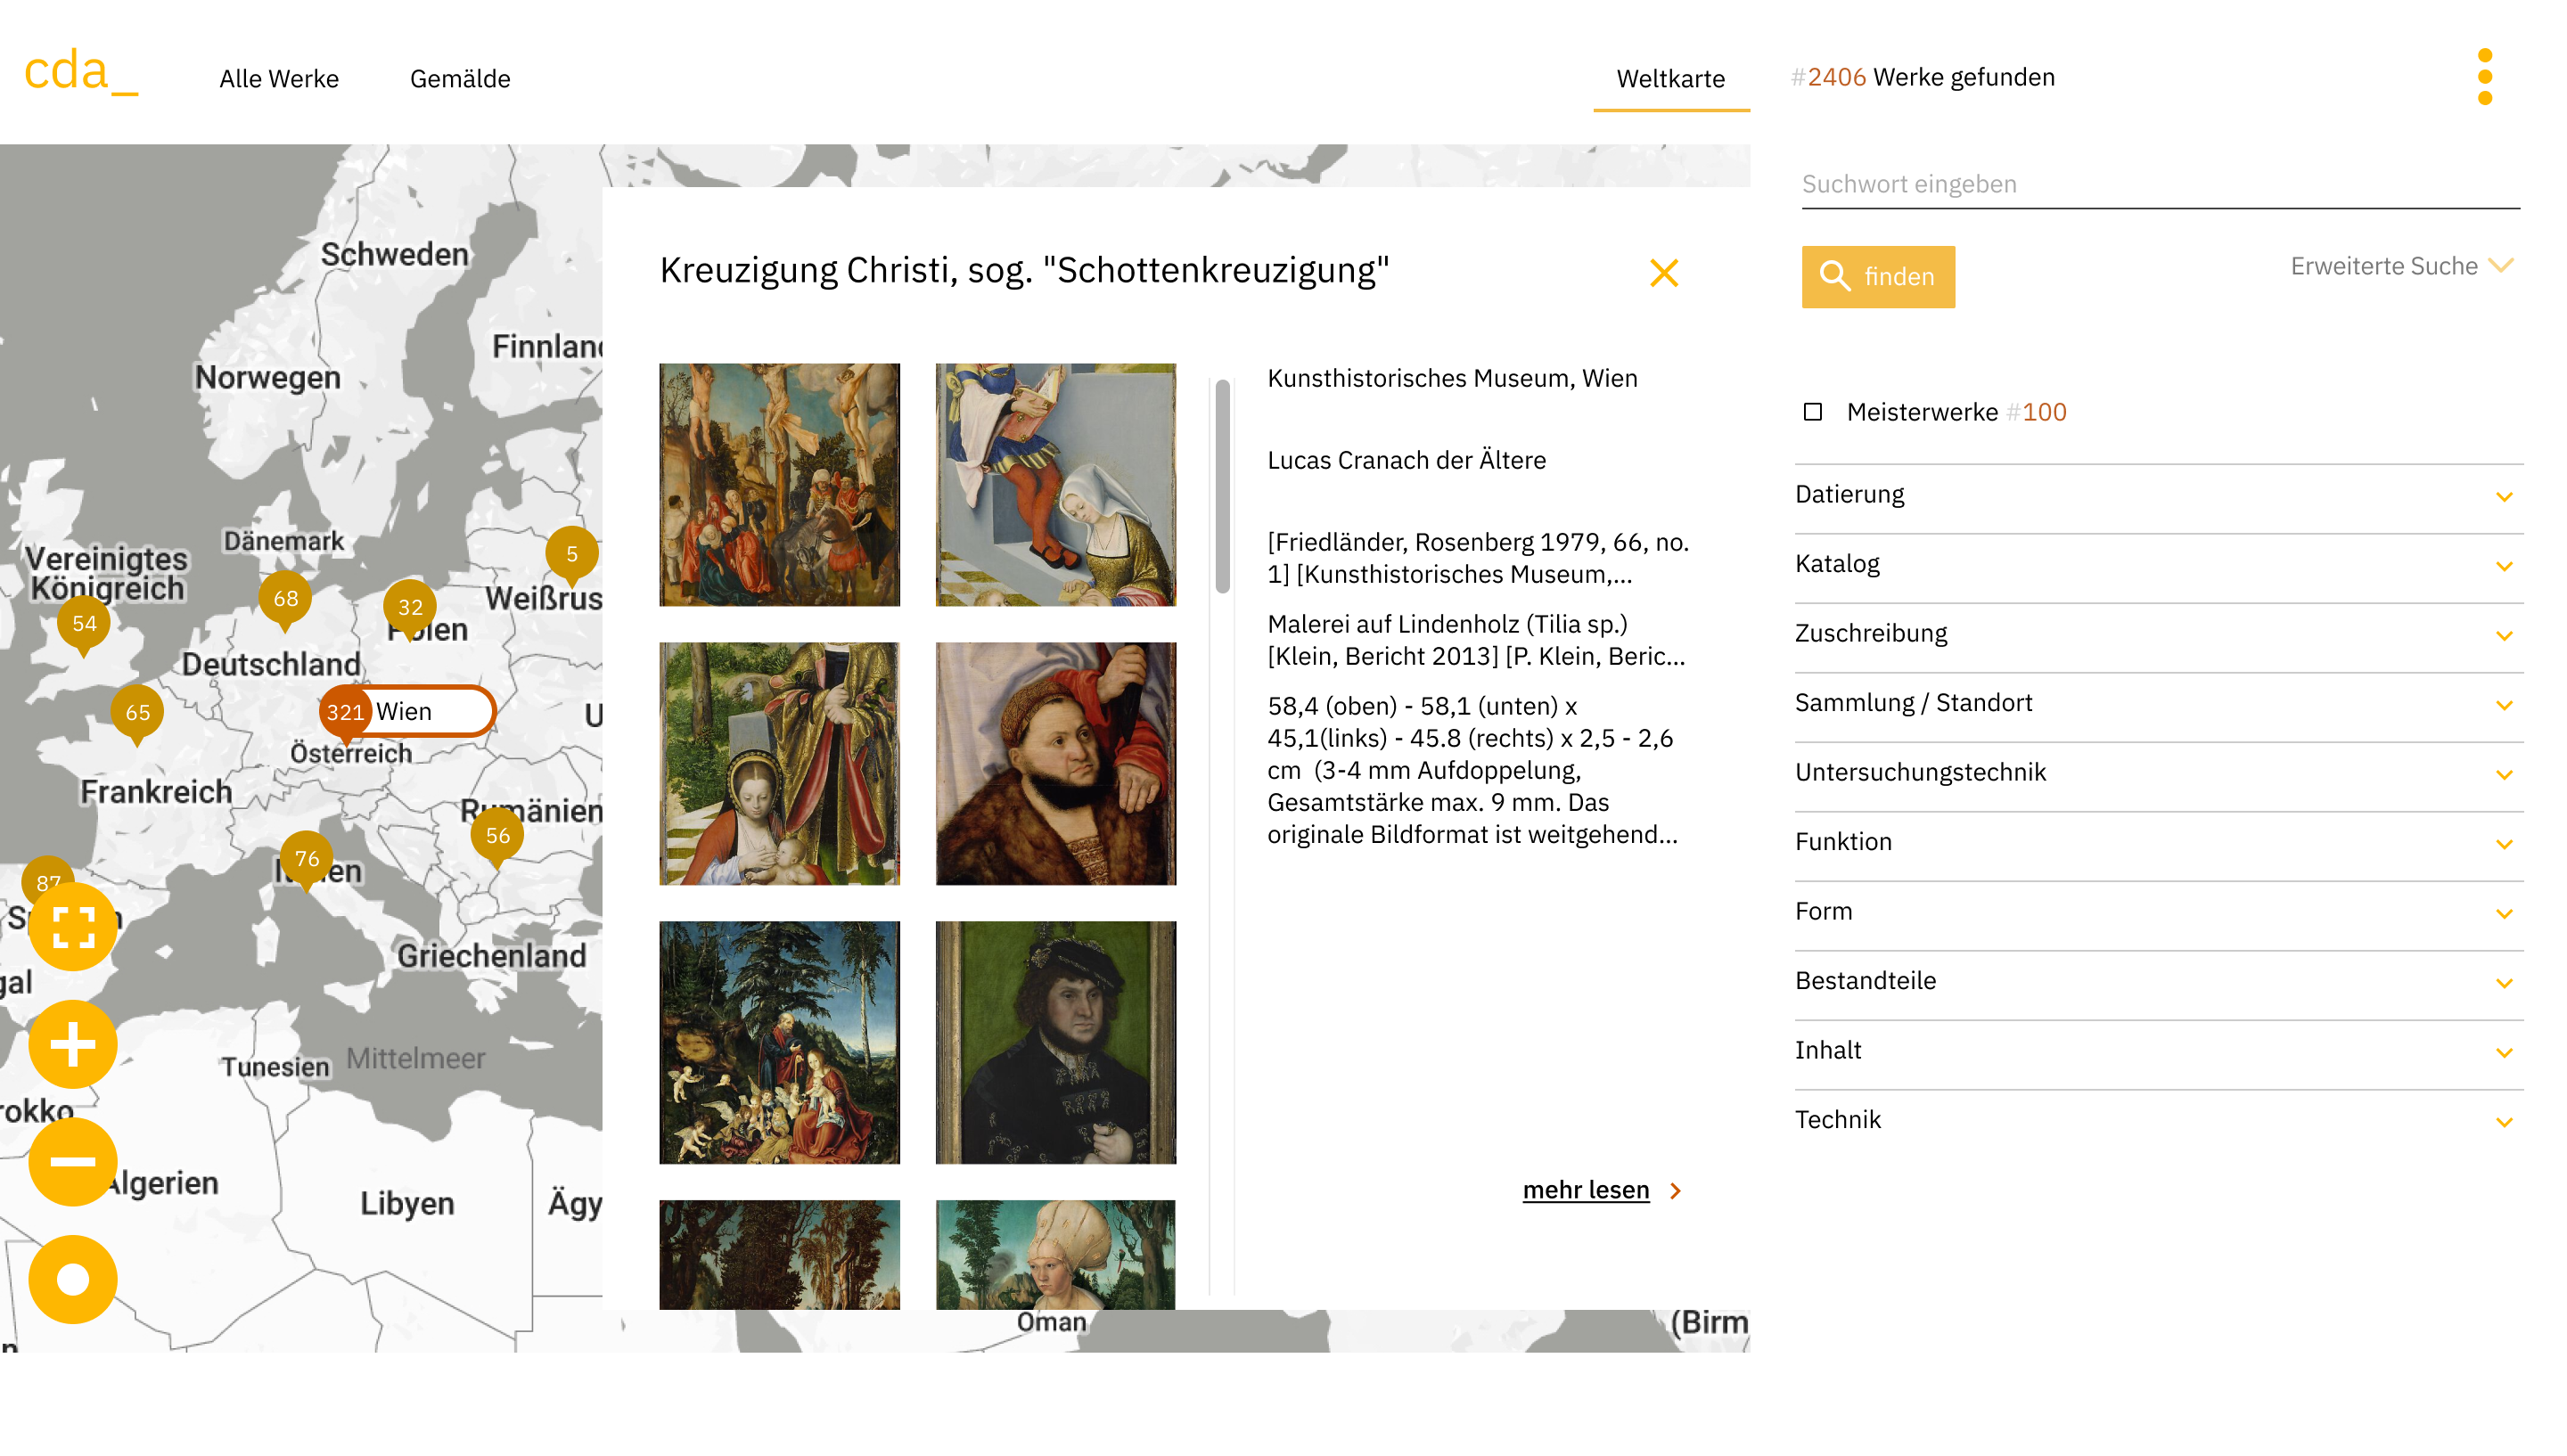 cda_
Alle Werke
Gemälde
Weltkarte
#2406 Werke gefunden
Suchwort eingeben
finden
Erweiterte Suche
Meisterwerke #100
Datierung
Katalog
Zuschreibung
Sammlung / Standort
Untersuchungstechnik
Funktion
Form
Bestandteile
Inhalt
Technik
Kreuzigung Christi, sog. "Schottenkreuzigung"
Kunsthistorisches Museum, Wien
Lucas Cranach der Ältere
[Friedländer, Rosenberg 1979, 66, no.
1] [Kunsthistorisches Museum,...
Malerei auf Lindenholz (Tilia sp.)
[Klein, Bericht 2013] [P. Klein, Beric...
58,4 (oben) - 58,1 (unten) x
45,1(links) - 45.8 (rechts) x 2,5 - 2,6
cm (3-4 mm Aufdoppelung,
Gesamtstärke max. 9 mm. Das
originale Bildformat ist weitgehend...
mehr lesen
Schweden
Finnland
Norwegen
Dänemark
5
Vereinigtes
Königreich
68
32
Weißrus
54
Polen
Deutschland
65
321 Wien
U
Österreich
Frankreich
Rumänien
56
76
Italien
87
Griechenland
gal
Tunesien
Mittelmeer
rokko
Algerien
Libyen
Ägy
Oman
(Birm